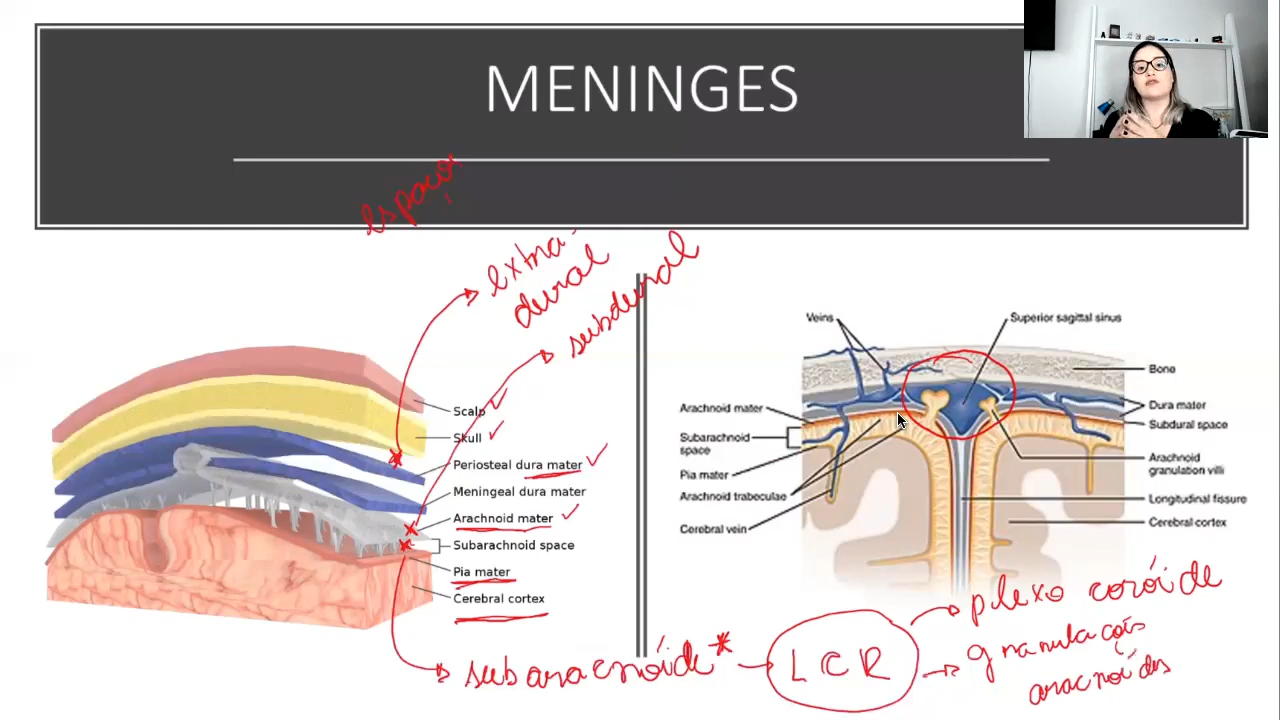 MENINGES
espaços
extra-
dural
subdural
Scalp
Skull
Periosteal dura mater
Meningeal dura mater
Arachnoid mater
Subarachnoid space
Pia mater
Cerebral cortex
Veins
Superior sagittal sinus
Bone
Arachnoid mater
Dura mater
Subdural space
Subarachnoid
space
Arachnoid
granulation villi
Pia mater
Arachnoid trabeculae
Longitudinal fissure
Cerebral vein
Cerebral cortex
subaracnóide*
LCR
plexo coróide
granulações
aracnóides